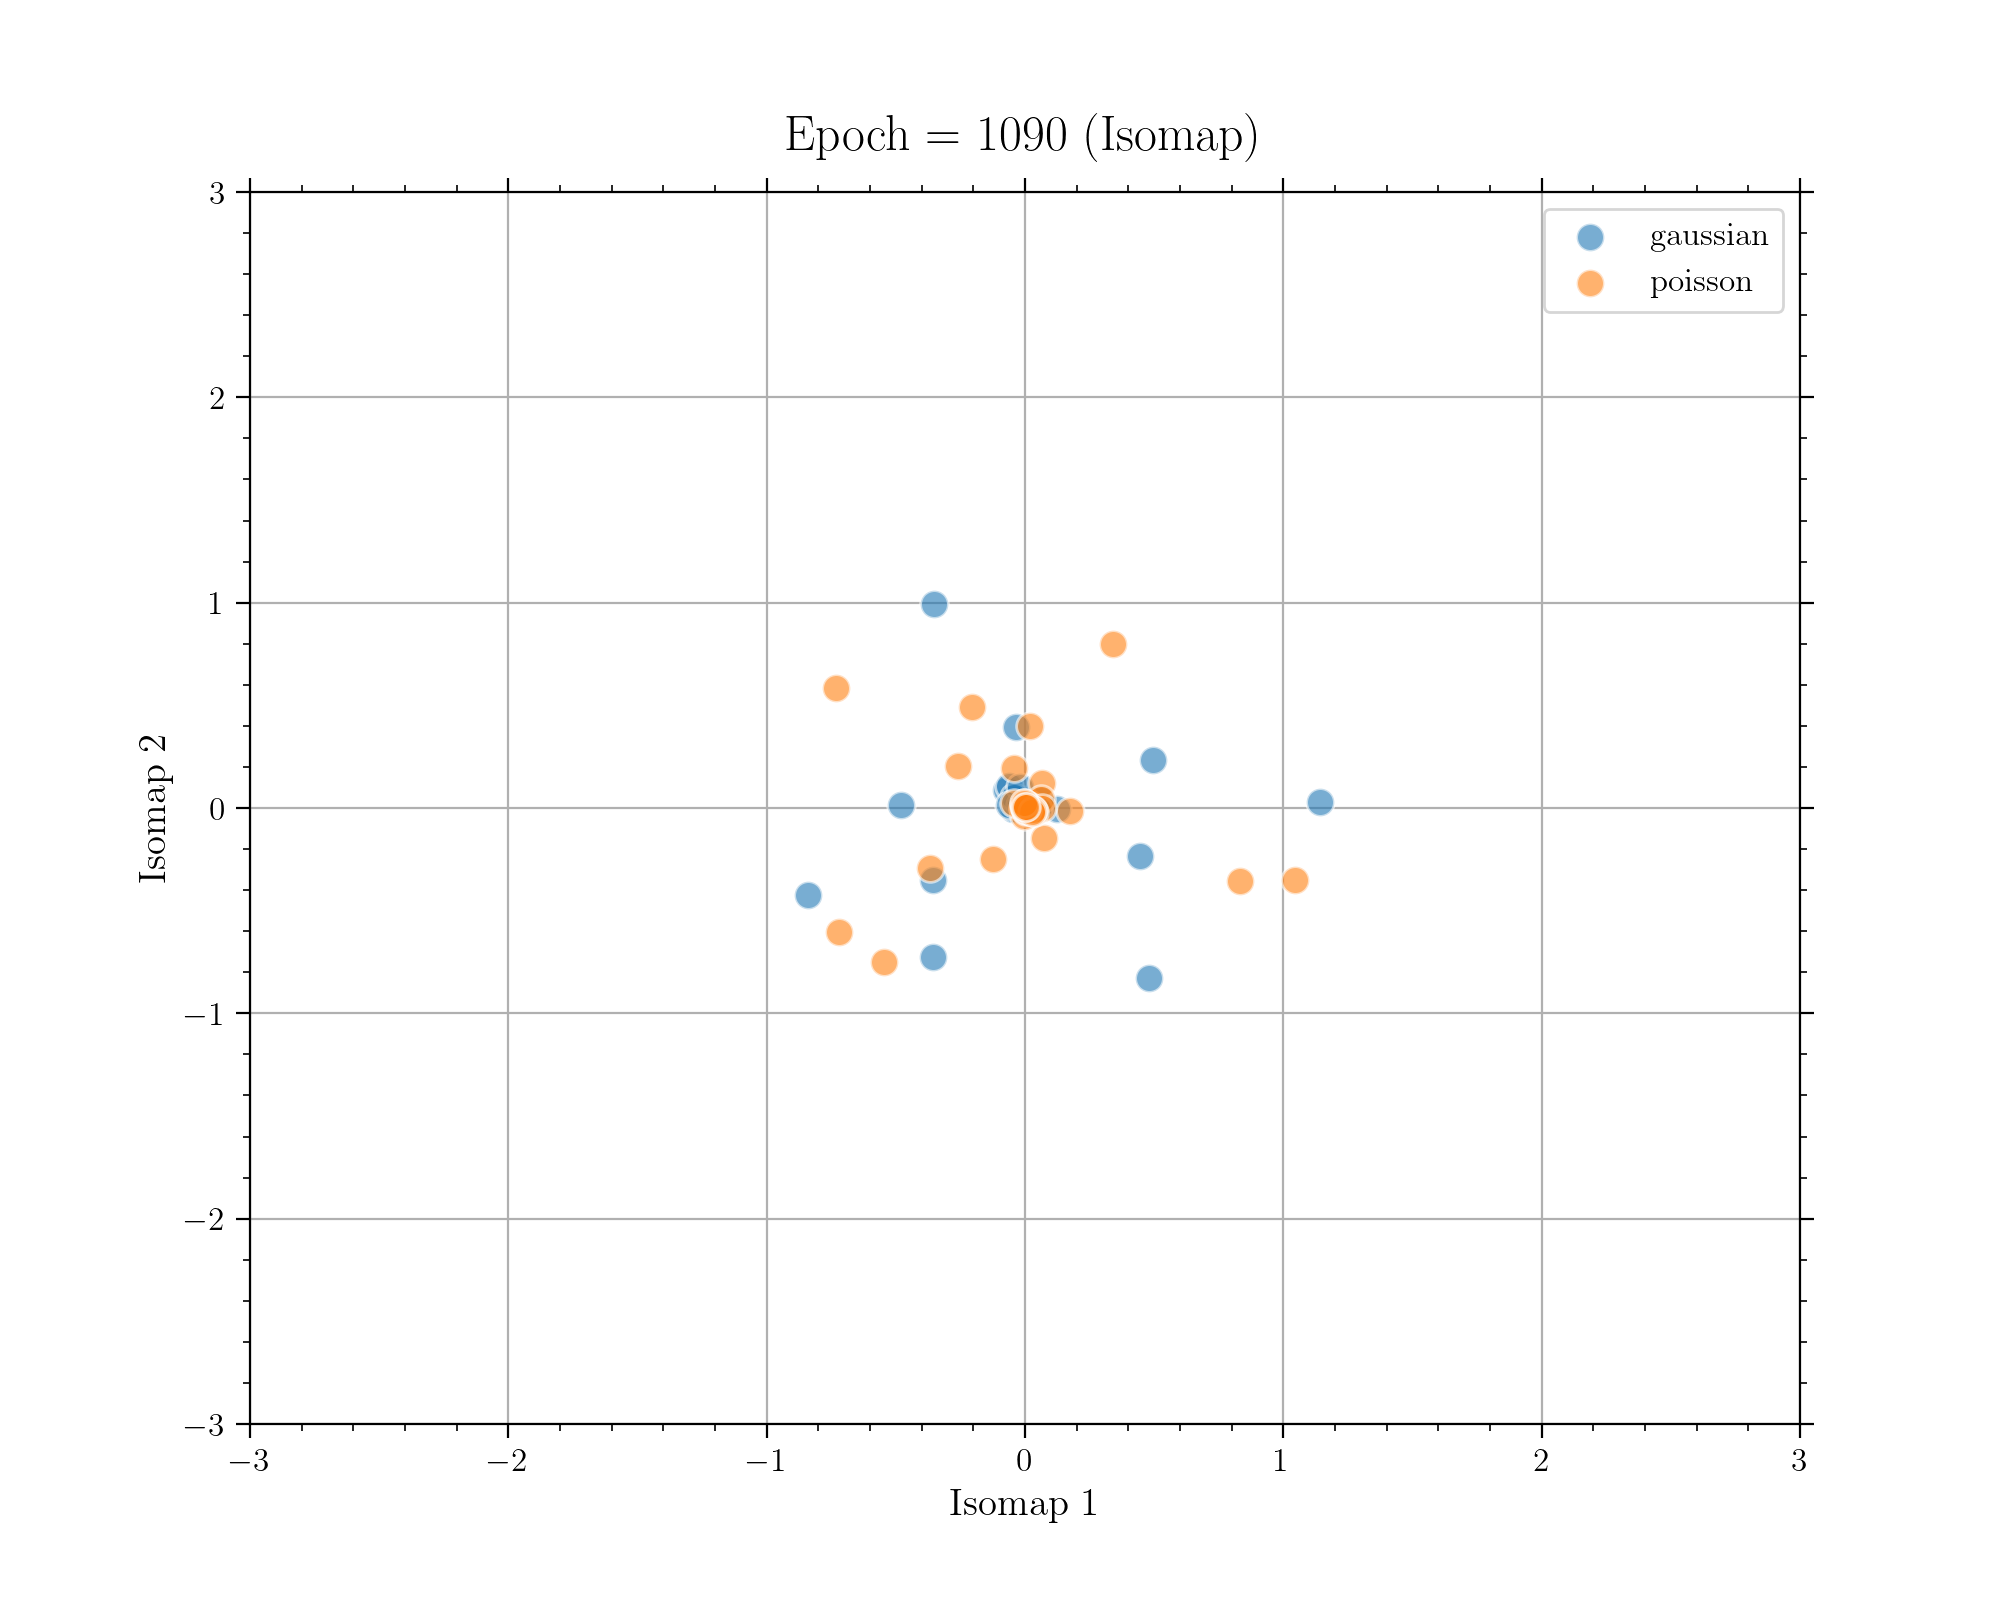 Epoch = 1090 (Isomap)
gaussian
poisson
3
2
1
0
−1
−2
−3
Isomap 2
−3 −2 −1 0 1 2 3
Isomap 1